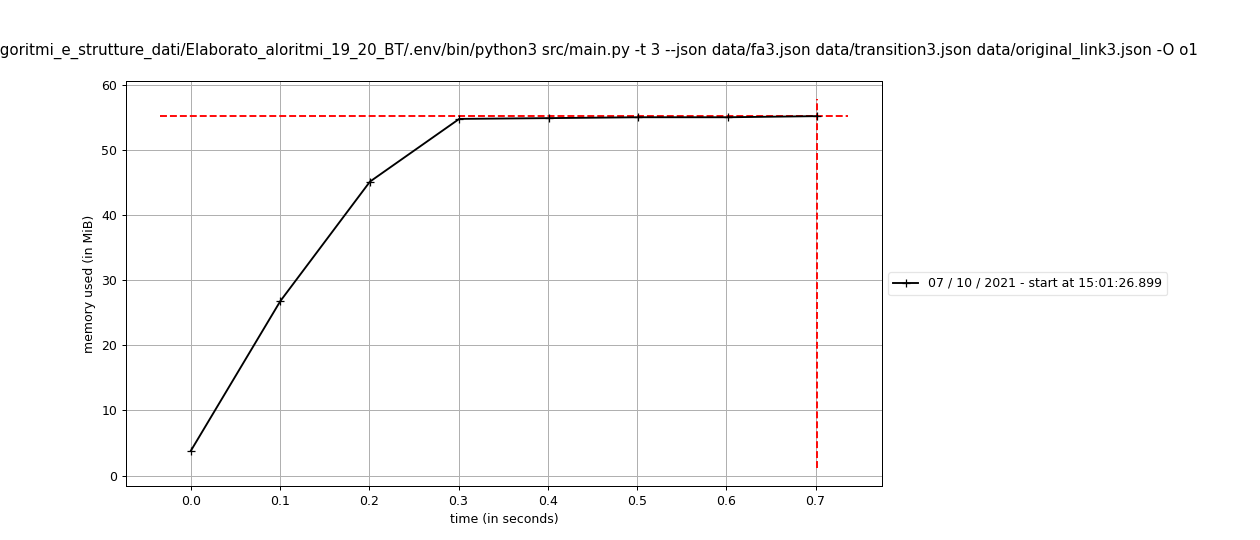 goritmi_e_strutture_dati/Elaborato_aloritmi_19_20_BT/.env/bin/python3 src/main.py -t 3 --json data/fa3.json data/transition3.json data/original_link3.json -O o1
60
50
40
30
20
10
0
memory used (in MiB)
0.0 0.1 0.2 0.3 0.4 0.5 0.6 0.7
time (in seconds)
07 / 10 / 2021 - start at 15:01:26.899